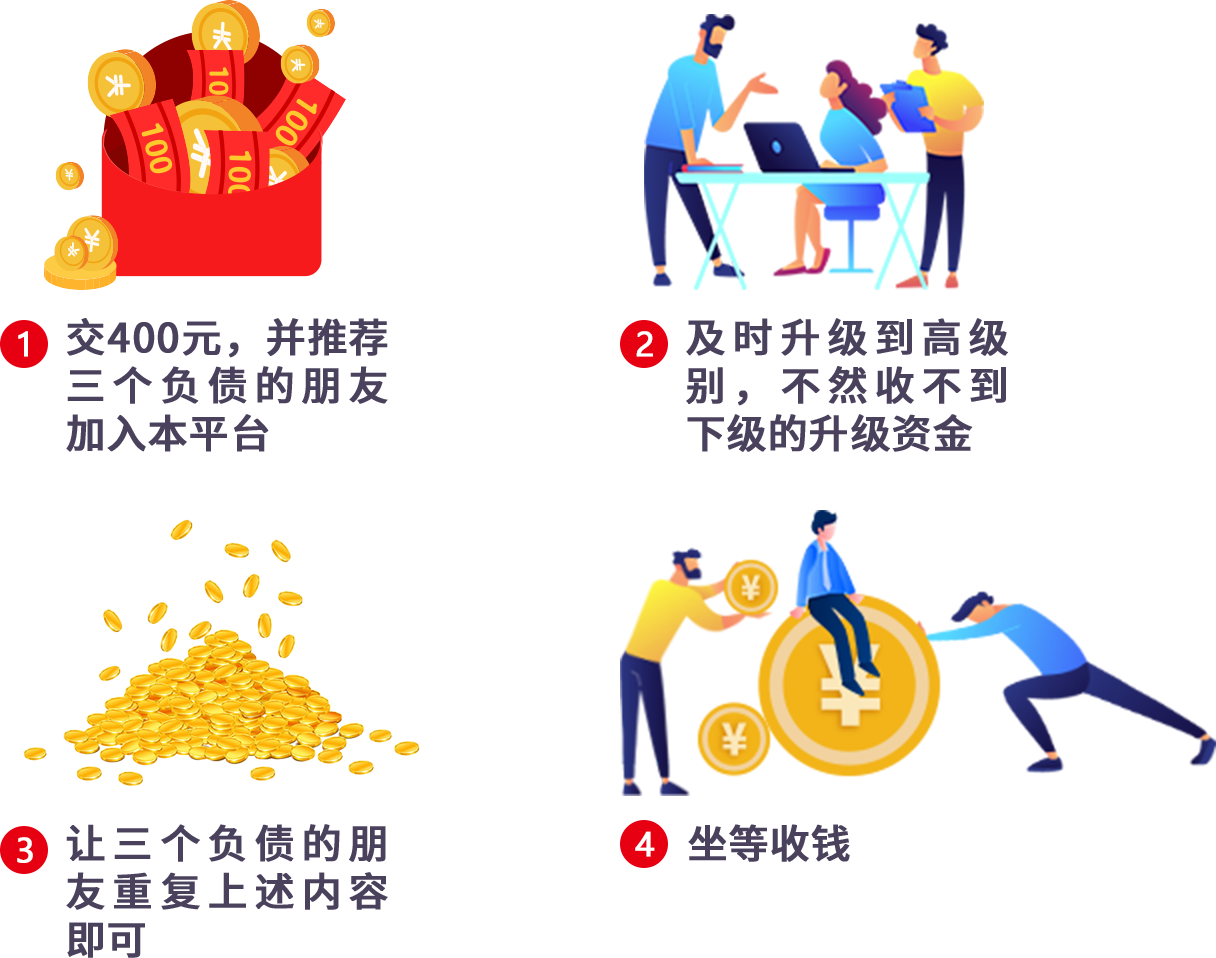 100
100
100
100
1 交400元，并推荐
三个负债的朋友
加入本平台
2 及时升级到高级
别，不然收不到
下级的升级资金
¥
¥
¥
3 让三个负债的朋
友重复上述内容
即可
4 坐等收钱